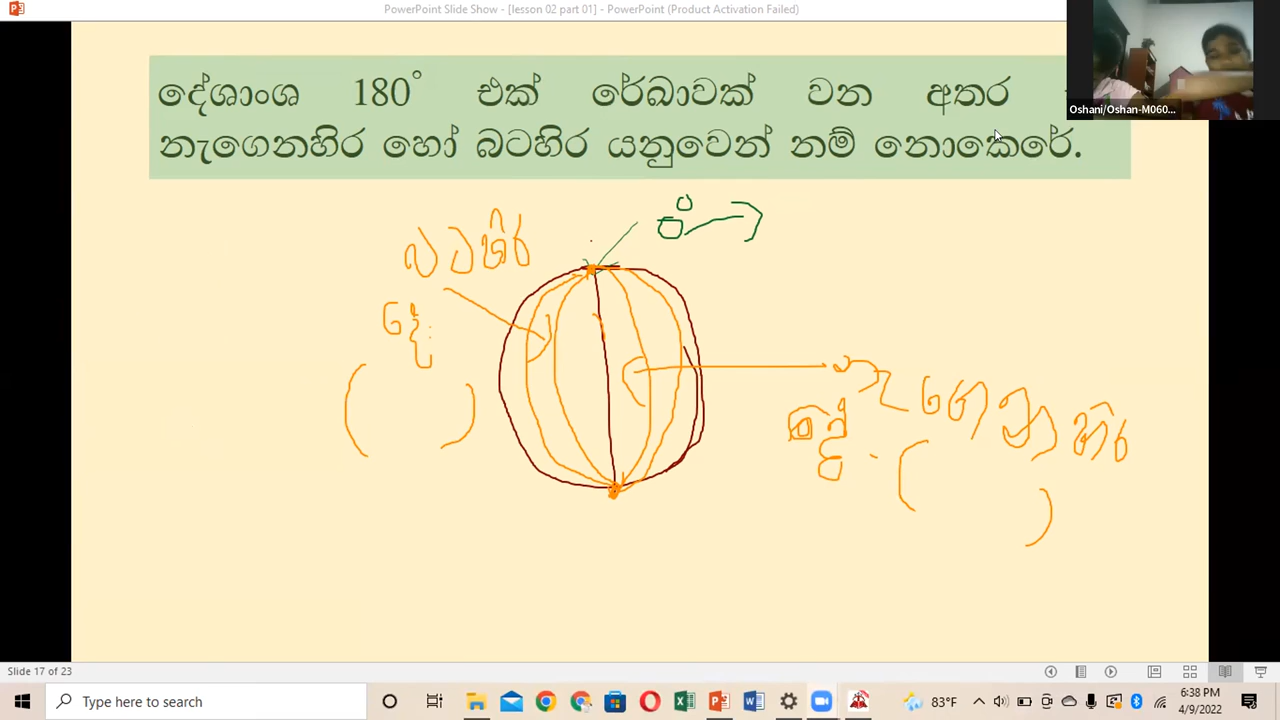 PowerPoint Slide Show - [lesson 02 part 01] - PowerPoint (Product Activation Failed)
Oshani/Oshan-M060...
දේශාංශ 180° එක් රේඛාවක් වන අතර
නැගෙනහිර හෝ බටහිර යනුවෙන් නම් නොකෙරේ.
0°
බටහිර
දේ.
නැගෙනාහිර
( )
( )
Slide 17 of 23
Type here to search
83°F
6:38 PM
4/9/2022